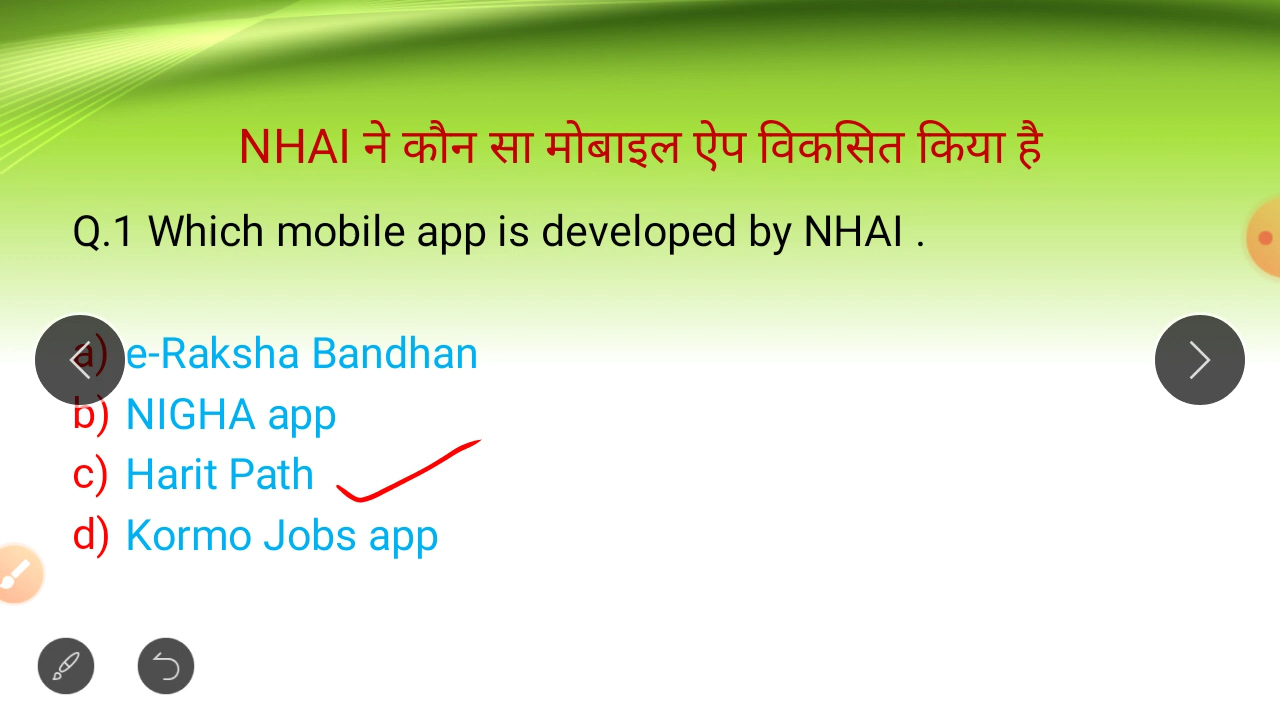 NHAI ने कौन सा मोबाइल ऐप विकसित किया है
Q.1 Which mobile app is developed by NHAI .
a) e-Raksha Bandhan
b) NIGHA app
c) Harit Path
d) Kormo Jobs app